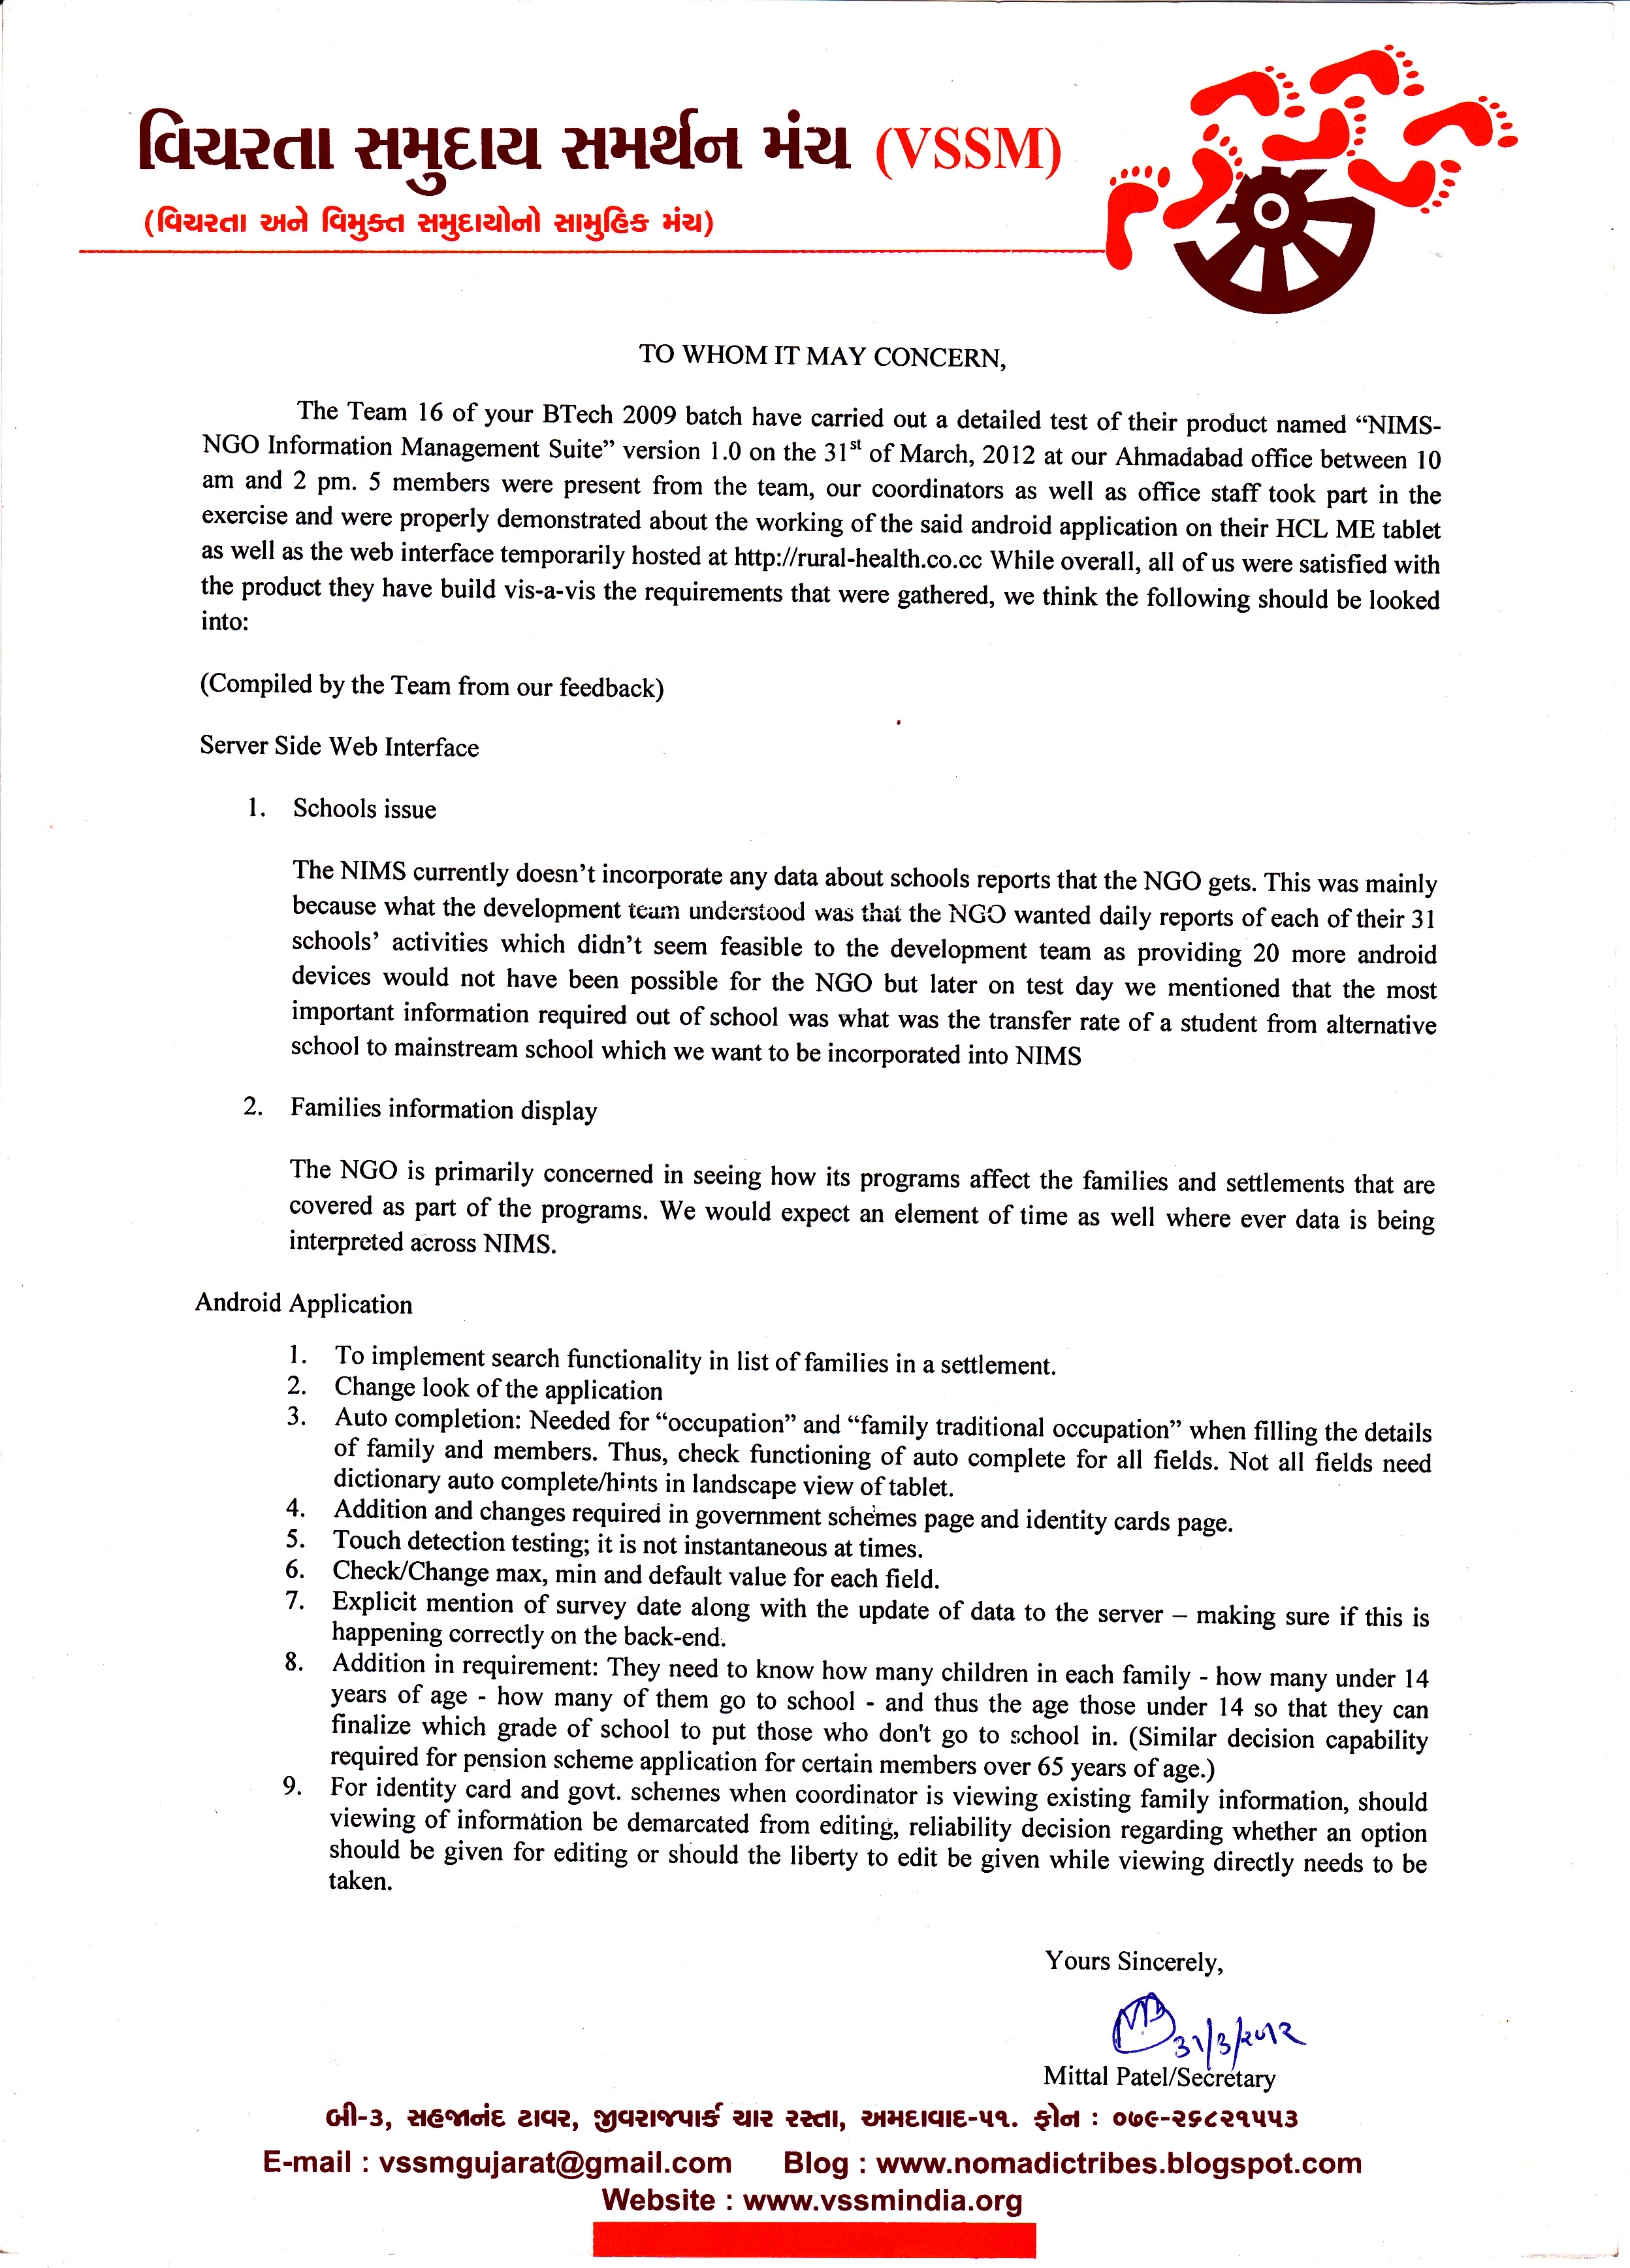 વિચરતા સમુદાય સમર્થન મંચ (VSSM)
(વિચરતા અને વિમુક્ત સમુદાયોનો સામુહિક મંચ)
TO WHOM IT MAY CONCERN,
The Team 16 of your BTech 2009 batch have carried out a detailed test of their product named “NIMS-
NGO Information Management Suite” version 1.0 on the 31st of March, 2012 at our Ahmadabad office between 10
am and 2 pm. 5 members were present from the team, our coordinators as well as office staff took part in the
exercise and were properly demonstrated about the working of the said android application on their HCL ME tablet
as well as the web interface temporarily hosted at http://rural-health.co.cc While overall, all of us were satisfied with
the product they have build vis-a-vis the requirements that were gathered, we think the following should be looked
into:
(Compiled by the Team from our feedback)
Server Side Web Interface
1. Schools issue
The NIMS currently doesn’t incorporate any data about schools reports that the NGO gets. This was mainly
because what the development team understood was that the NGO wanted daily reports of each of their 31
schools’ activities which didn’t seem feasible to the development team as providing 20 more android
devices would not have been possible for the NGO but later on test day we mentioned that the most
important information required out of school was what was the transfer rate of a student from alternative
school to mainstream school which we want to be incorporated into NIMS
2. Families information display
The NGO is primarily concerned in seeing how its programs affect the families and settlements that are
covered as part of the programs. We would expect an element of time as well where ever data is being
interpreted across NIMS.
Android Application
1. To implement search functionality in list of families in a settlement.
2. Change look of the application
3. Auto completion: Needed for “occupation” and “family traditional occupation” when filling the details
of family and members. Thus, check functioning of auto complete for all fields. Not all fields need
dictionary auto complete/hints in landscape view of tablet.
4. Addition and changes required in government schemes page and identity cards page.
5. Touch detection testing; it is not instantaneous at times.
6. Check/Change max, min and default value for each field.
7. Explicit mention of survey date along with the update of data to the server – making sure if this is
happening correctly on the back-end.
8. Addition in requirement: They need to know how many children in each family - how many under 14
years of age - how many of them go to school - and thus the age those under 14 so that they can
finalize which grade of school to put those who don't go to school in. (Similar decision capability
required for pension scheme application for certain members over 65 years of age.)
9. For identity card and govt. schemes when coordinator is viewing existing family information, should
viewing of information be demarcated from editing, reliability decision regarding whether an option
should be given for editing or should the liberty to edit be given while viewing directly needs to be
taken.
Yours Sincerely,
૩૧/૩/૨૦૧૨
Mittal Patel/Secretary
બી-૩, સહજાનંદ ટાવર, જીવરાજપાર્ક ચાર રસ્તા, અમદાવાદ-૫૧. ફોન : ૦૭૯-૨૬૮૨૧૫૫૩
E-mail : vssmgujarat@gmail.com Blog : www.nomadictribes.blogspot.com
Website : www.vssmindia.org